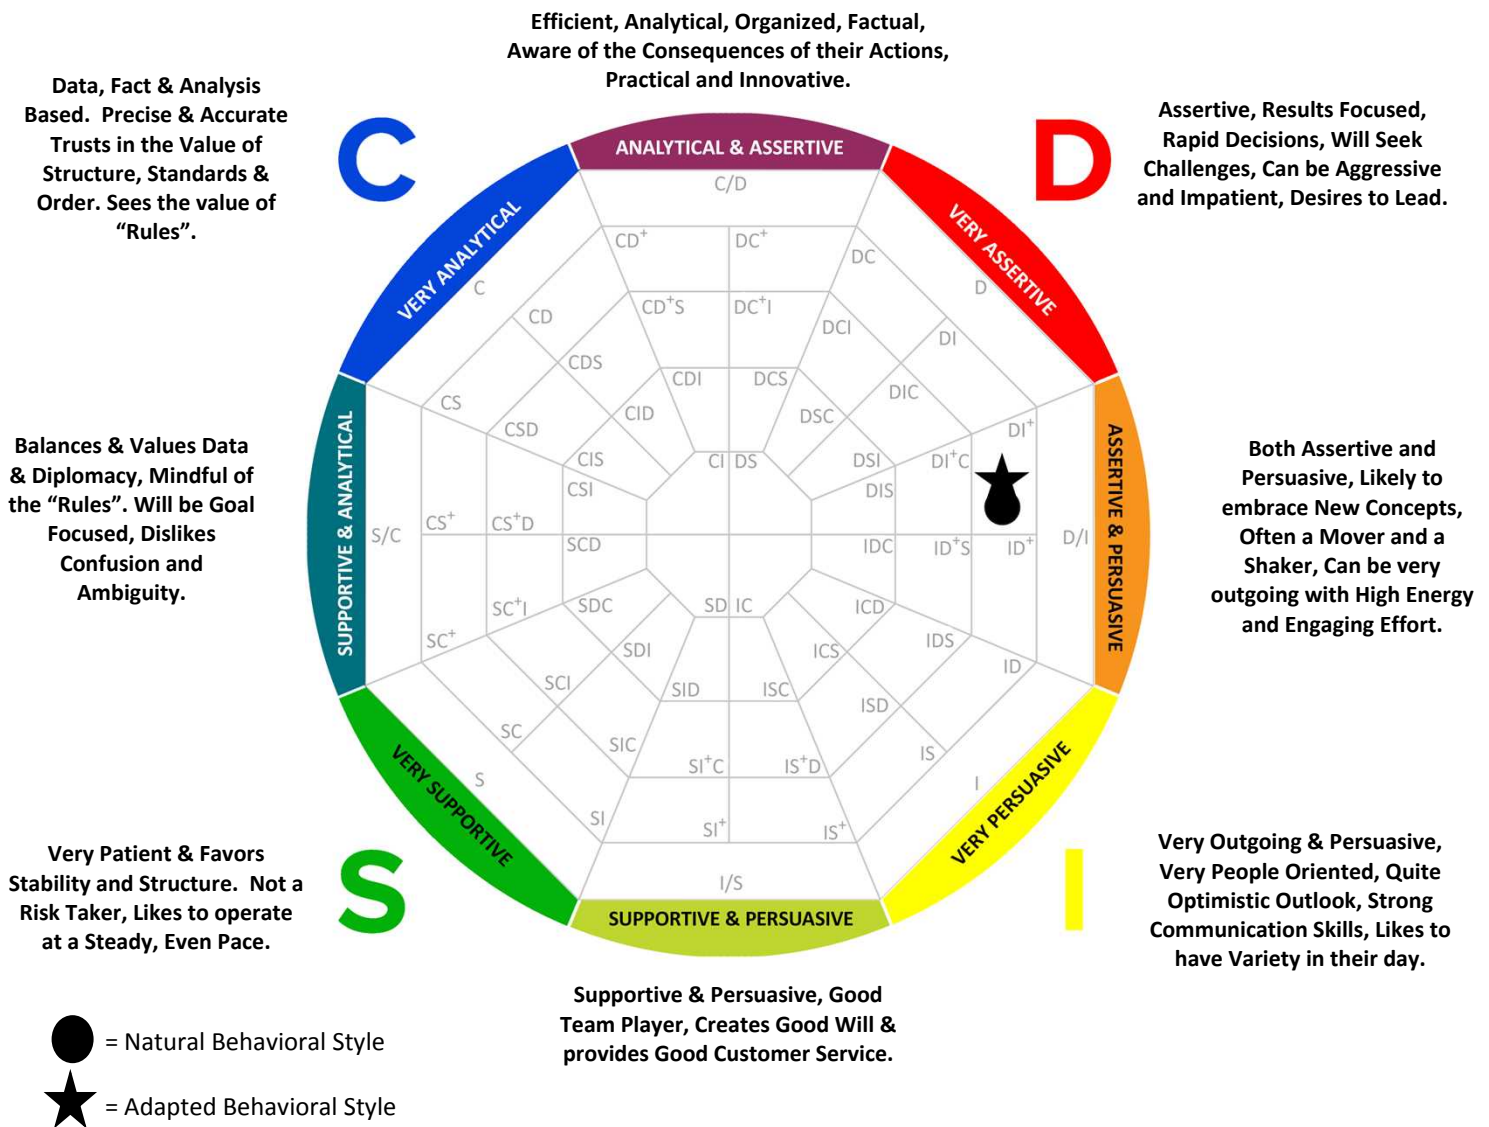 Efficient, Analytical, Organized, Factual,
Aware of the Consequences of their Actions,
Practical and Innovative.
Data, Fact & Analysis
Based.  Precise & Accurate
Trusts in the Value of
Structure, Standards &
Order. Sees the value of
“Rules”.
C
D
Assertive, Results Focused,
Rapid Decisions, Will Seek
Challenges, Can be Aggressive
and Impatient, Desires to Lead.
ANALYTICAL & ASSERTIVE
VERY ANALYTICAL
VERY ASSERTIVE
C/D
CD+
DC+
DC
C
D
CD
CD+S
DC+I
DCI
DI
CDS
CDI
DCS
DIC
CS
CID
DSC
DI+
CSD
CIS
CI
DS
DSI
DI+C
CSI
DIS
S/C
CS+
CS+D
SCD
IDC
ID+S
ID+
D/I
SC+I
SDC
SD
IC
ICD
SC+
SDI
ICS
IDS
ID
SCI
SID
ISC
ISD
SC
SIC
SI+C
IS+D
IS
S
I
SI
SI+
IS+
I/S
SUPPORTIVE & ANALYTICAL
ASSERTIVE & PERSUASIVE
Balances & Values Data
& Diplomacy, Mindful of
the “Rules”. Will be Goal
Focused, Dislikes
Confusion and
Ambiguity.
Both Assertive and
Persuasive, Likely to
embrace New Concepts,
Often a Mover and a
Shaker, Can be very
outgoing with High Energy
and Engaging Effort.
VERY SUPPORTIVE
VERY PERSUASIVE
SUPPORTIVE & PERSUASIVE
Very Patient & Favors
Stability and Structure.  Not a
Risk Taker, Likes to operate
at a Steady, Even Pace.
S
I
Very Outgoing & Persuasive,
Very People Oriented, Quite
Optimistic Outlook, Strong
Communication Skills, Likes to
have Variety in their day.
Supportive & Persuasive, Good
Team Player, Creates Good Will &
provides Good Customer Service.
= Natural Behavioral Style
= Adapted Behavioral Style